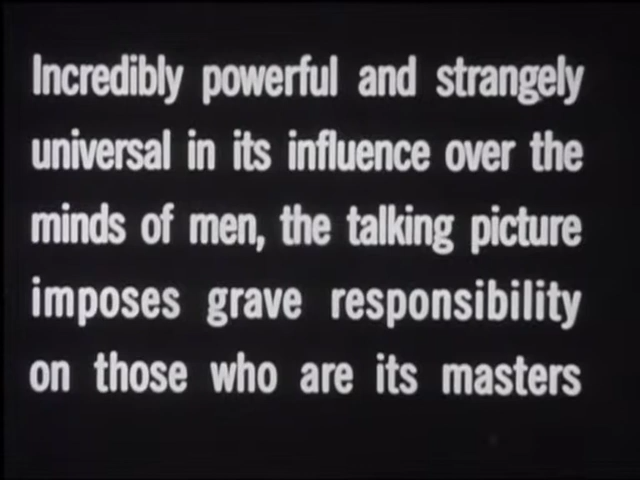 Incredibly powerful and strangely
universal in its influence over the
minds of men, the talking picture
imposes grave responsibility
on those who are its masters